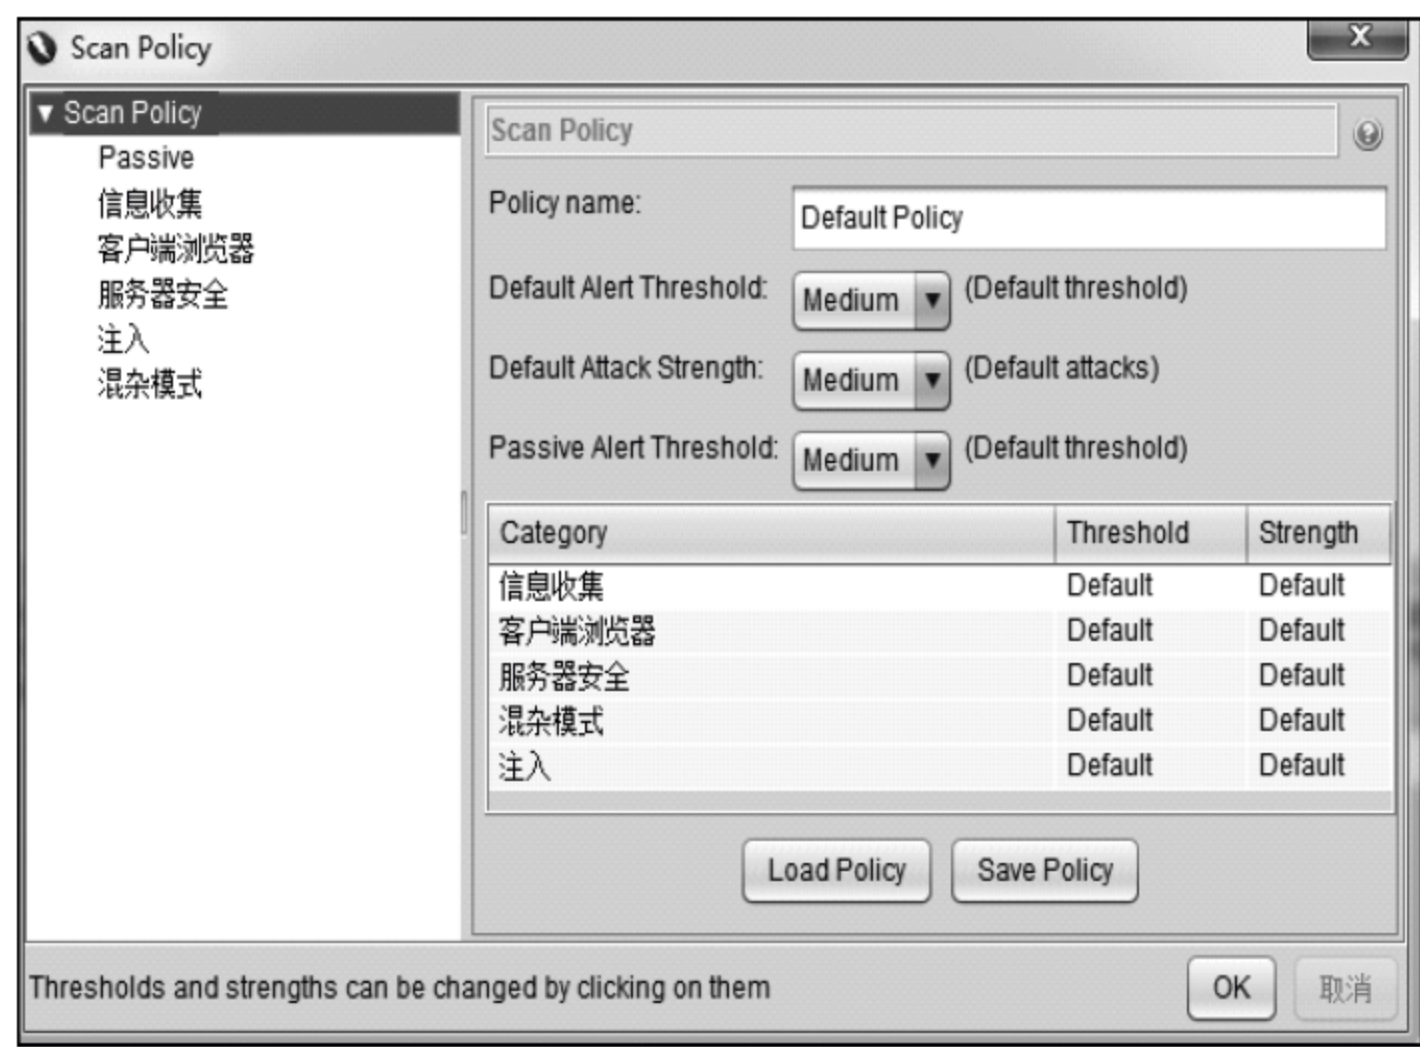 Scan Policy
X
Scan Policy
Passive
信息收集
客户端浏览器
服务器安全
注入
混杂模式
Scan Policy
Policy name: Default Policy
Default Alert Threshold: Medium (Default threshold)
Default Attack Strength: Medium (Default attacks)
Passive Alert Threshold: Medium (Default threshold)
Category Threshold Strength
信息收集 Default Default
客户端浏览器 Default Default
服务器安全 Default Default
混杂模式 Default Default
注入 Default Default
Load Policy Save Policy
Thresholds and strengths can be changed by clicking on them OK 取消